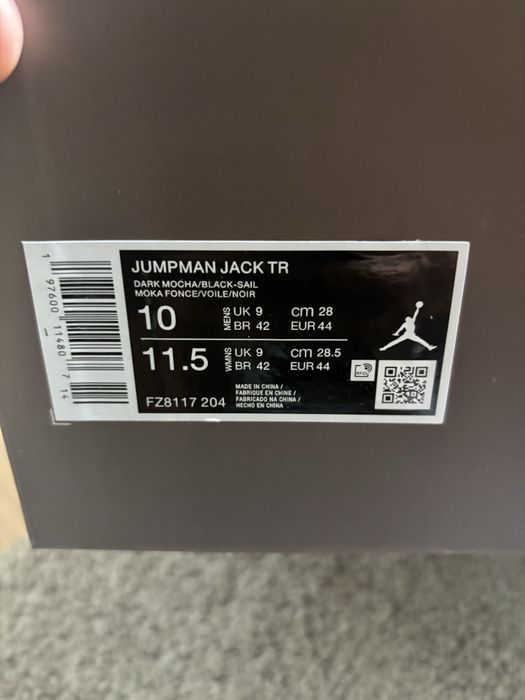 JUMPMAN JACK TR
DARK MOCHA/BLACK-SAIL
MOKA FONCE/VOILE/NOIR
10 MENS UK 9 cm 28
BR 42 EUR 44
11.5 WMNS UK 9 cm 28.5
BR 42 EUR 44
FZ8117 204
MADE IN CHINA /
FABRIQUÉ EN CHINE /
FABRICADO NA CHINA /
HECHO EN CHINA
RFID
1 97600 11480 7 14